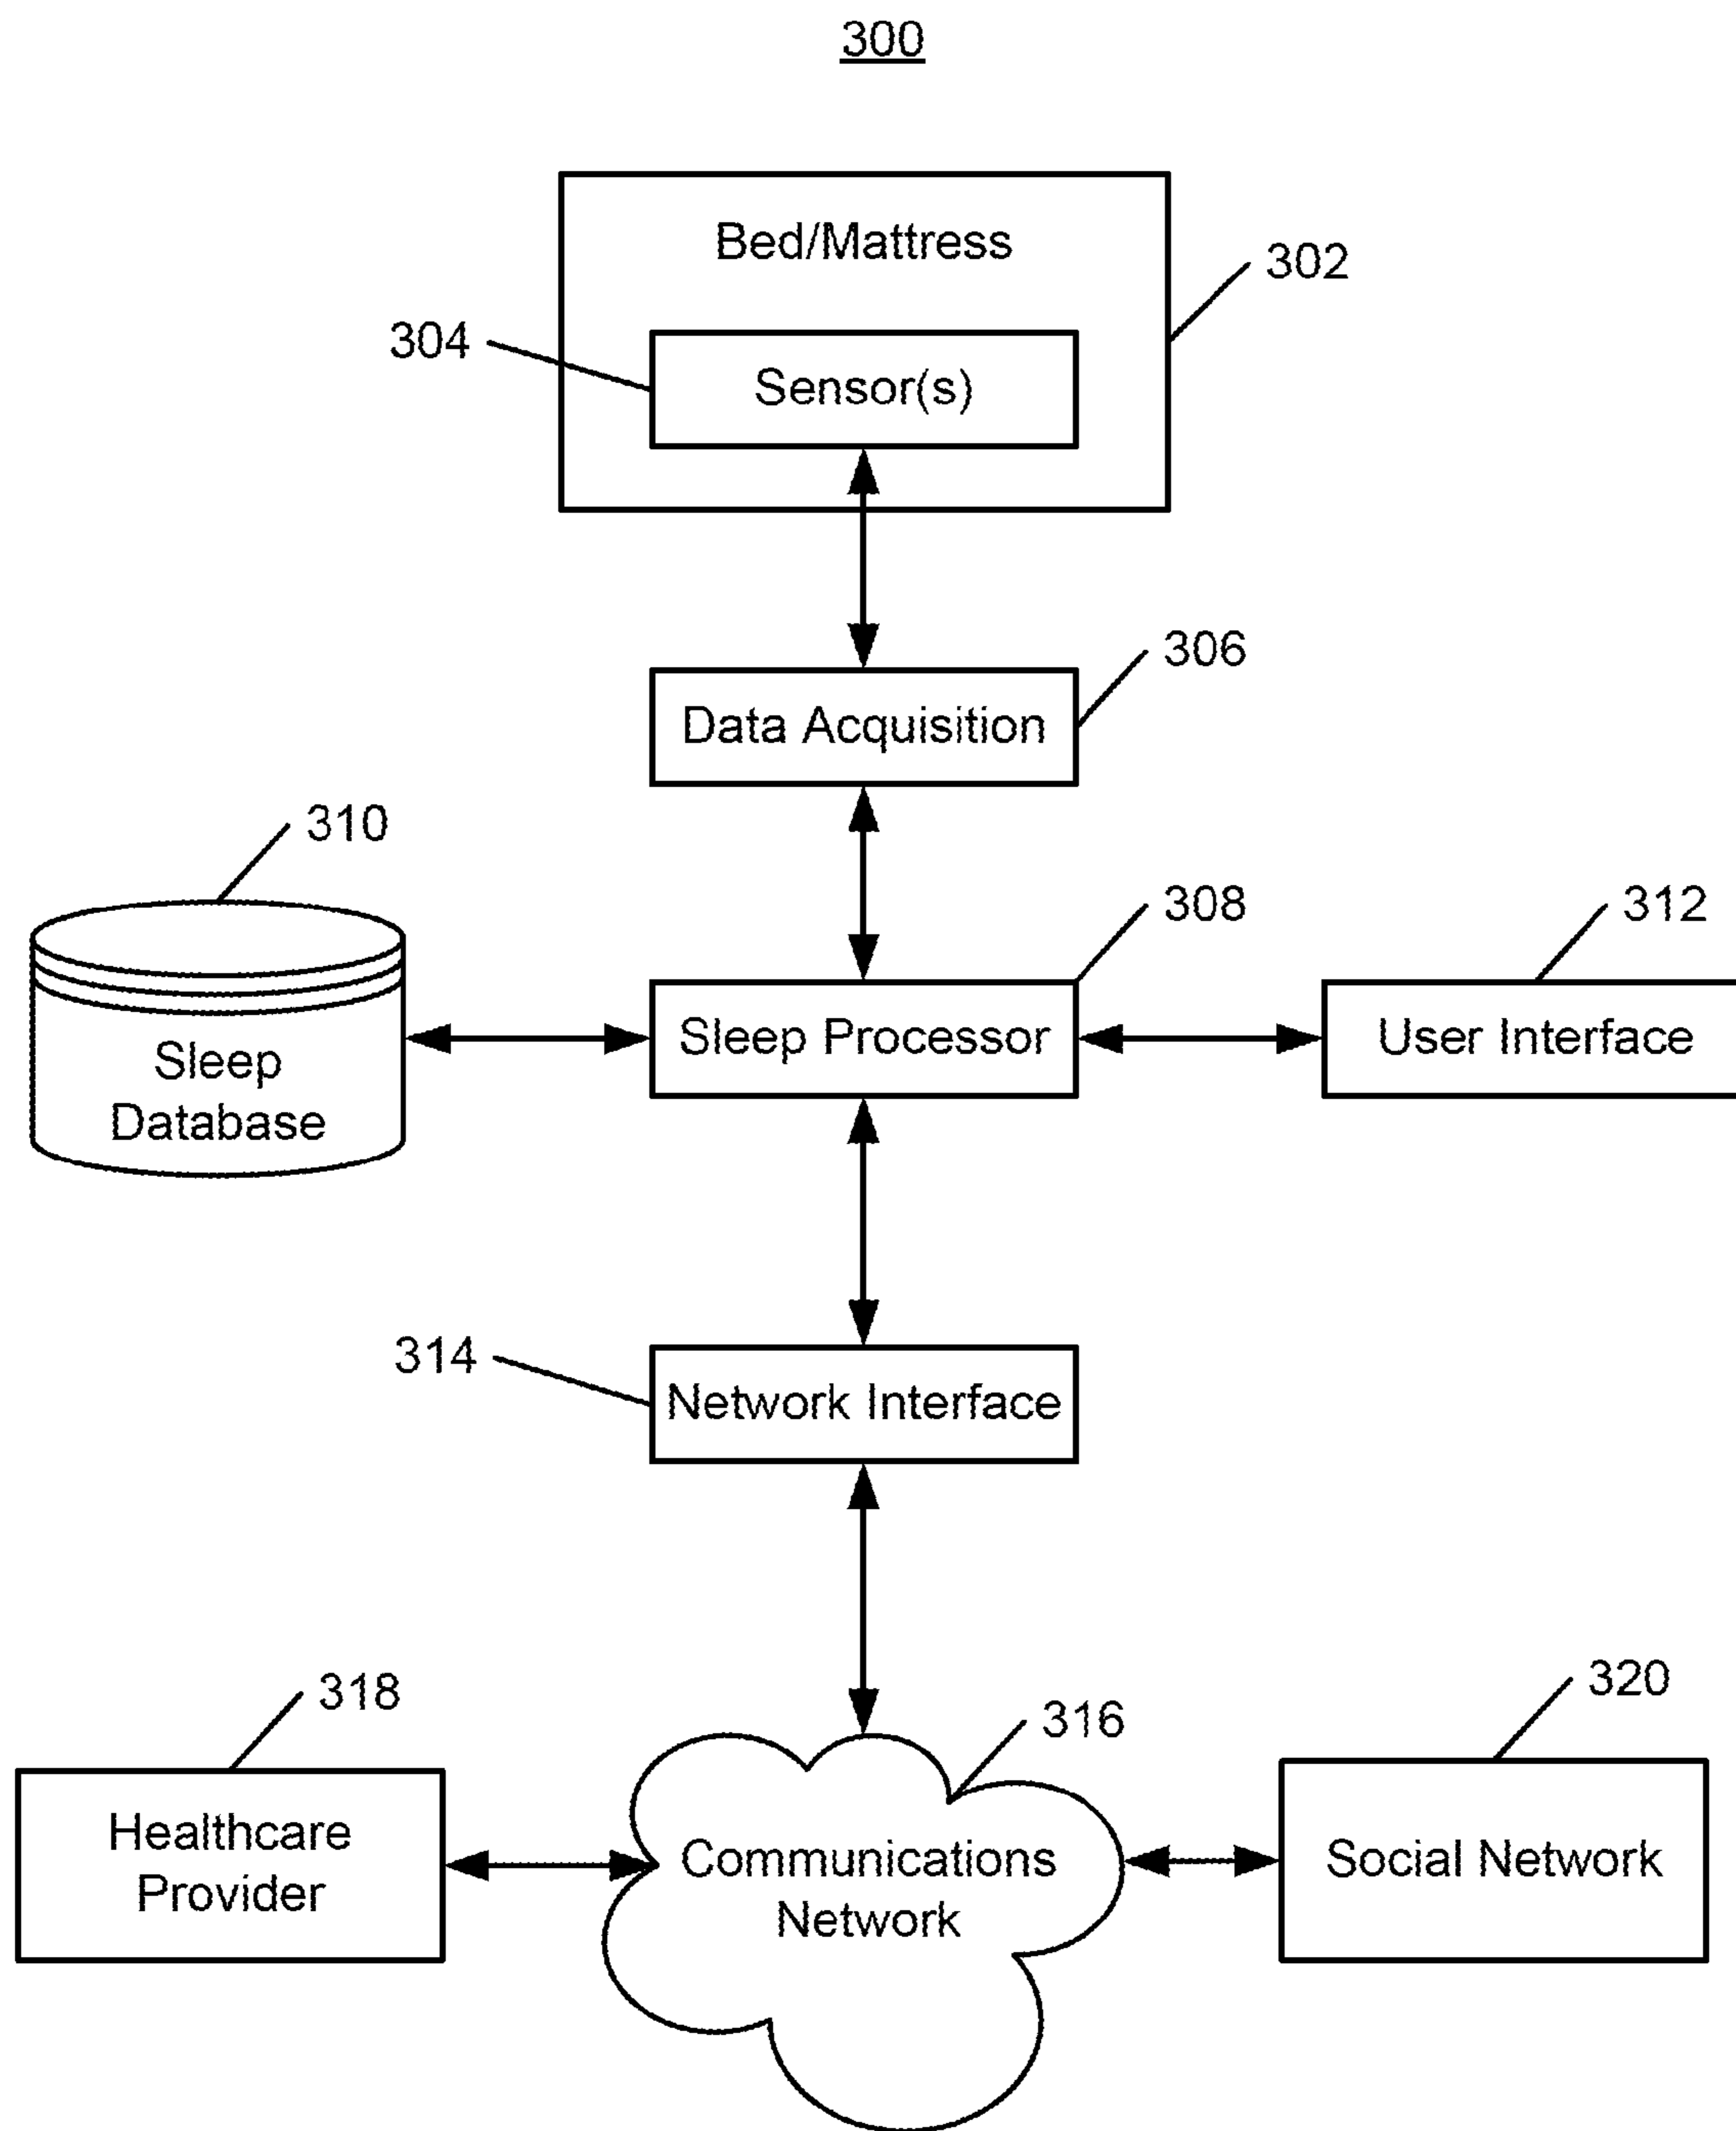 300
Bed/Mattress
302
304
Sensor(s)
306
Data Acquisition
310
308
312
Sleep Processor
User Interface
Sleep
Database
314
Network Interface
318
316
320
Healthcare
Provider
Communications
Network
Social Network